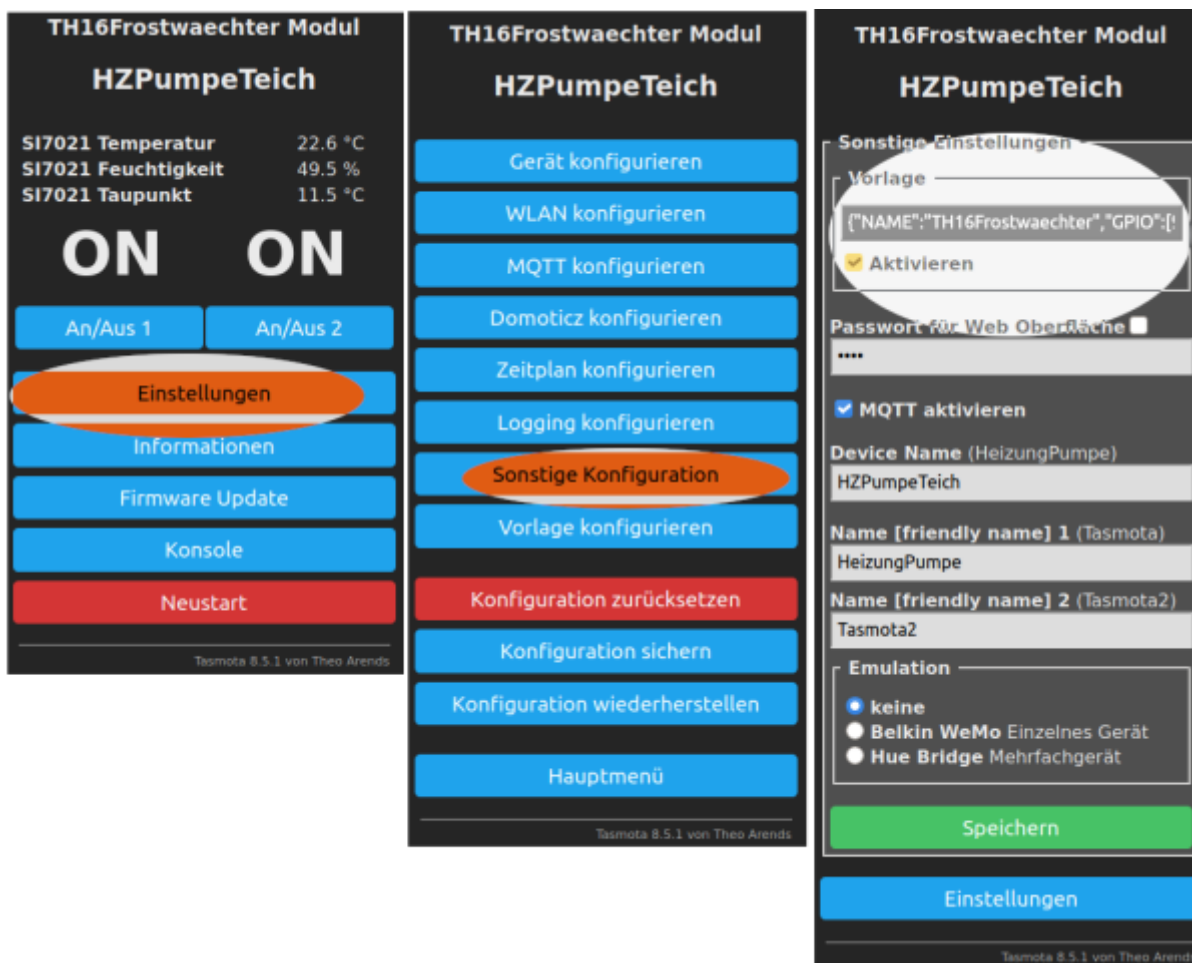 TH16Frostwaechter Modul
HZPumpeTeich
SI7021 Temperatur 22.6 °C
SI7021 Feuchtigkeit 49.5 %
SI7021 Taupunkt 11.5 °C
ON ON
An/Aus 1 An/Aus 2
Einstellungen
Informationen
Firmware Update
Konsole
Neustart
Tasmota 8.5.1 von Theo Arends
TH16Frostwaechter Modul
HZPumpeTeich
Gerät konfigurieren
WLAN konfigurieren
MQTT konfigurieren
Domoticz konfigurieren
Zeitplan konfigurieren
Logging konfigurieren
Sonstige Konfiguration
Vorlage konfigurieren
Konfiguration zurücksetzen
Konfiguration sichern
Konfiguration wiederherstellen
Hauptmenü
Tasmota 8.5.1 von Theo Arends
TH16Frostwaechter Modul
HZPumpeTeich
Sonstige Einstellungen
Vorlage
{"NAME":"TH16Frostwaechter","GPIO":[
Aktivieren
Passwort für Web Oberfläche
••••
MQTT aktivieren
Device Name (HeizungPumpe)
HZPumpeTeich
Name [friendly name] 1 (Tasmota)
HeizungPumpe
Name [friendly name] 2 (Tasmota2)
Tasmota2
Emulation
keine
Belkin WeMo Einzelnes Gerät
Hue Bridge Mehrfachgerät
Speichern
Einstellungen
Tasmota 8.5.1 von Theo Arends